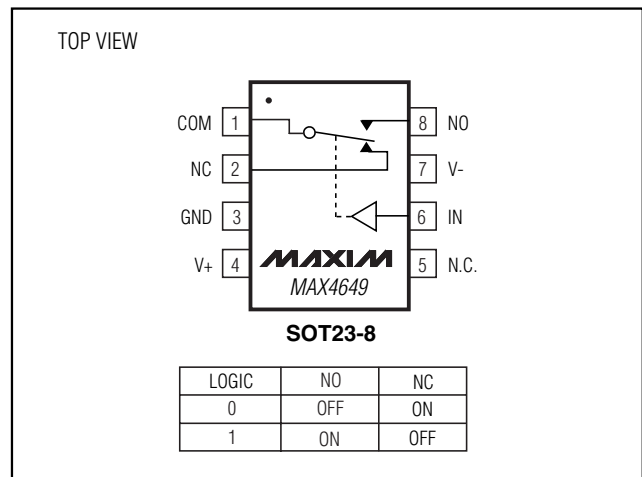 TOP VIEW
COM 1 8 NO
NC 2 7 V-
GND 3 6 IN
V+ 4 5 N.C.
MAXIM
MAX4649
SOT23-8
LOGIC NO NC
0 OFF ON
1 ON OFF